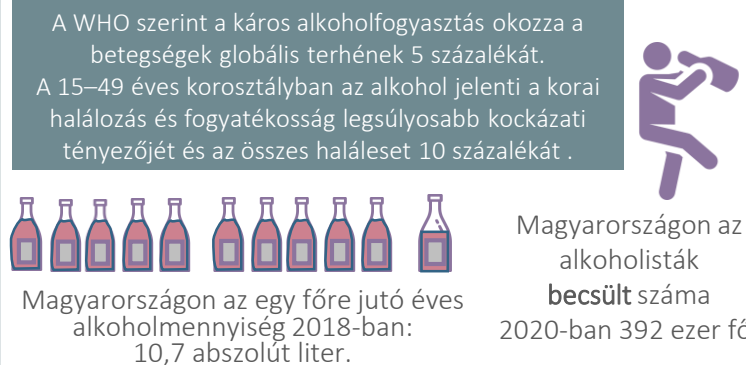 A WHO szerint a káros alkoholfogyasztás okozza a
betegségek globális terhének 5 százalékát.
A 15–49 éves korosztályban az alkohol jelenti a korai
halálozás és fogyatékosság legsúlyosabb kockázati
tényezőjét és az összes haláleset 10 százalékát .
Magyarországon az egy főre jutó éves
alkoholmennyiség 2018-ban:
10,7 abszolút liter.
Magyarországon az
alkoholisták
becsült száma
2020-ban 392 ezer fő